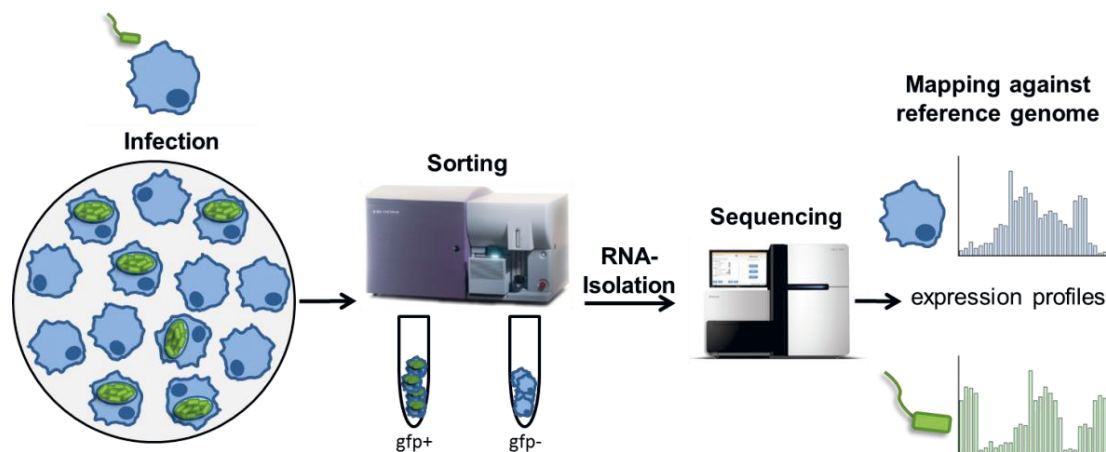 Infection
Sorting
gfp+
gfp-
RNA-
Isolation
Sequencing
Mapping against
reference genome
expression profiles